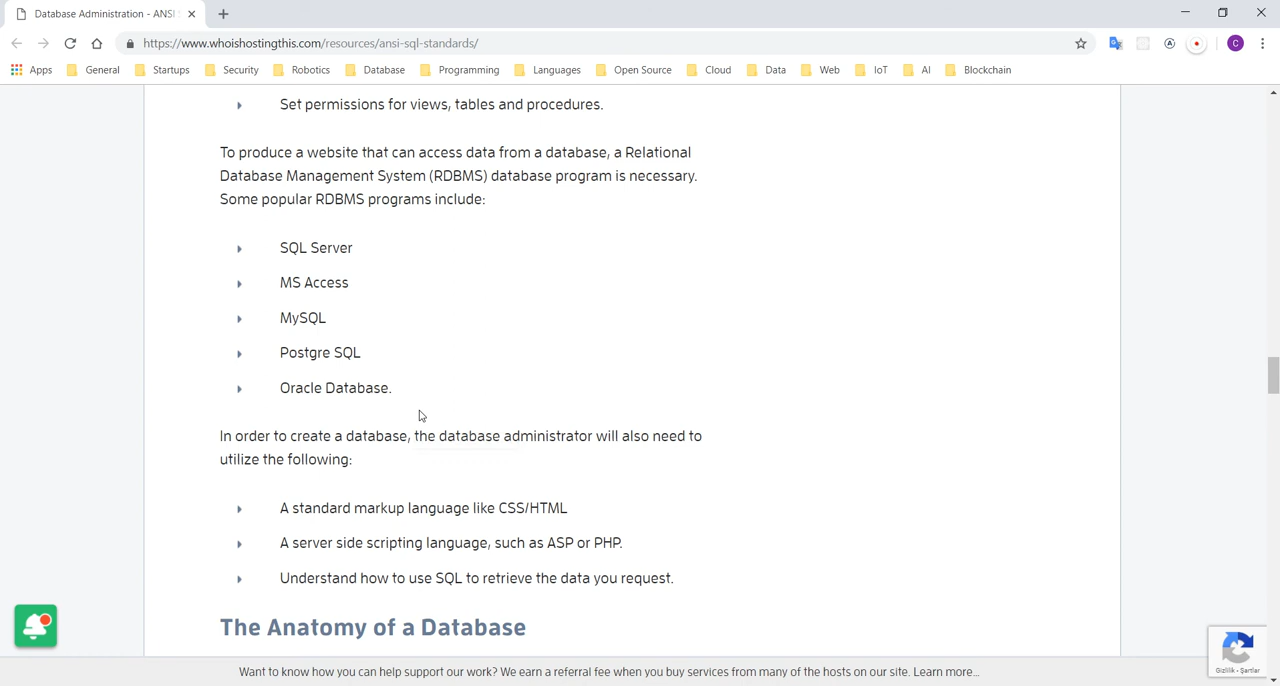 Database Administration - ANSI
https://www.whoishostingthis.com/resources/ansi-sql-standards/
Apps General Startups Security Robotics Database Programming Languages Open Source Cloud Data Web IoT AI Blockchain
Set permissions for views, tables and procedures.
To produce a website that can access data from a database, a Relational
Database Management System (RDBMS) database program is necessary.
Some popular RDBMS programs include:
SQL Server
MS Access
MySQL
Postgre SQL
Oracle Database.
In order to create a database, the database administrator will also need to
utilize the following:
A standard markup language like CSS/HTML
A server side scripting language, such as ASP or PHP.
Understand how to use SQL to retrieve the data you request.
The Anatomy of a Database
Want to know how you can help support our work? We earn a referral fee when you buy services from many of the hosts on our site. Learn more...
Gizlilik - Şartlar